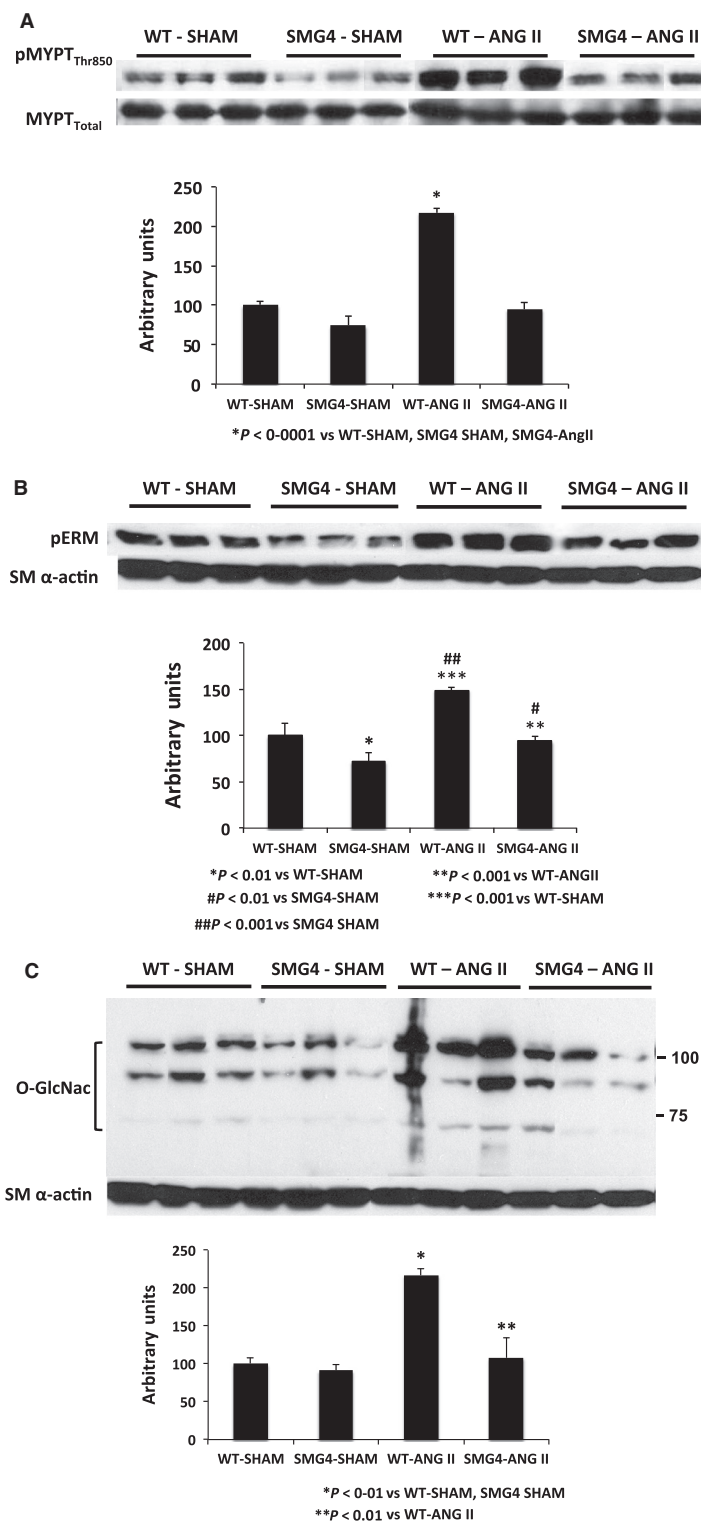 A
WT - SHAM SMG4 - SHAM WT – ANG II SMG4 – ANG II
pMYPTThr850
MYPTTotal
250
200
150
100
50
0
Arbitrary units
*
WT-SHAM SMG4-SHAM WT-ANG II SMG4-ANG II
*P < 0-0001 vs WT-SHAM, SMG4 SHAM, SMG4-AngII
B
WT - SHAM SMG4 - SHAM WT – ANG II SMG4 – ANG II
pERM
SM α-actin
200
150
100
50
0
Arbitrary units
*
##
***
#
**
WT-SHAM SMG4-SHAM WT-ANG II SMG4-ANG II
*P < 0.01 vs WT-SHAM **P < 0.001 vs WT-ANGII
#P < 0.01 vs SMG4-SHAM ***P < 0.001 vs WT-SHAM
##P < 0.001 vs SMG4 SHAM
C
WT - SHAM SMG4 - SHAM WT – ANG II SMG4 – ANG II
O-GlcNac
100
75
SM α-actin
250
200
150
100
50
0
Arbitrary units
*
**
WT-SHAM SMG4-SHAM WT-ANG II SMG4-ANG II
*P < 0-01 vs WT-SHAM, SMG4 SHAM
**P < 0.01 vs WT-ANG II